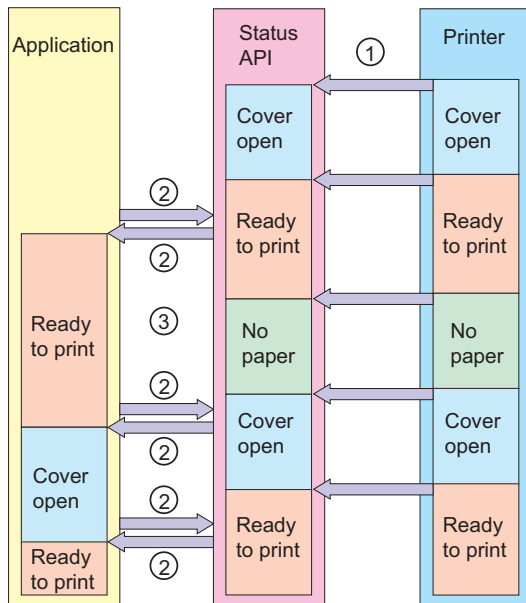 Application
Status
API
Printer
①
Cover
open
Cover
open
②
②
Ready
to print
Ready
to print
Ready
to print
③
No
paper
No
paper
②
②
Cover
open
Cover
open
Cover
open
②
②
Ready
to print
Ready
to print
Ready
to print